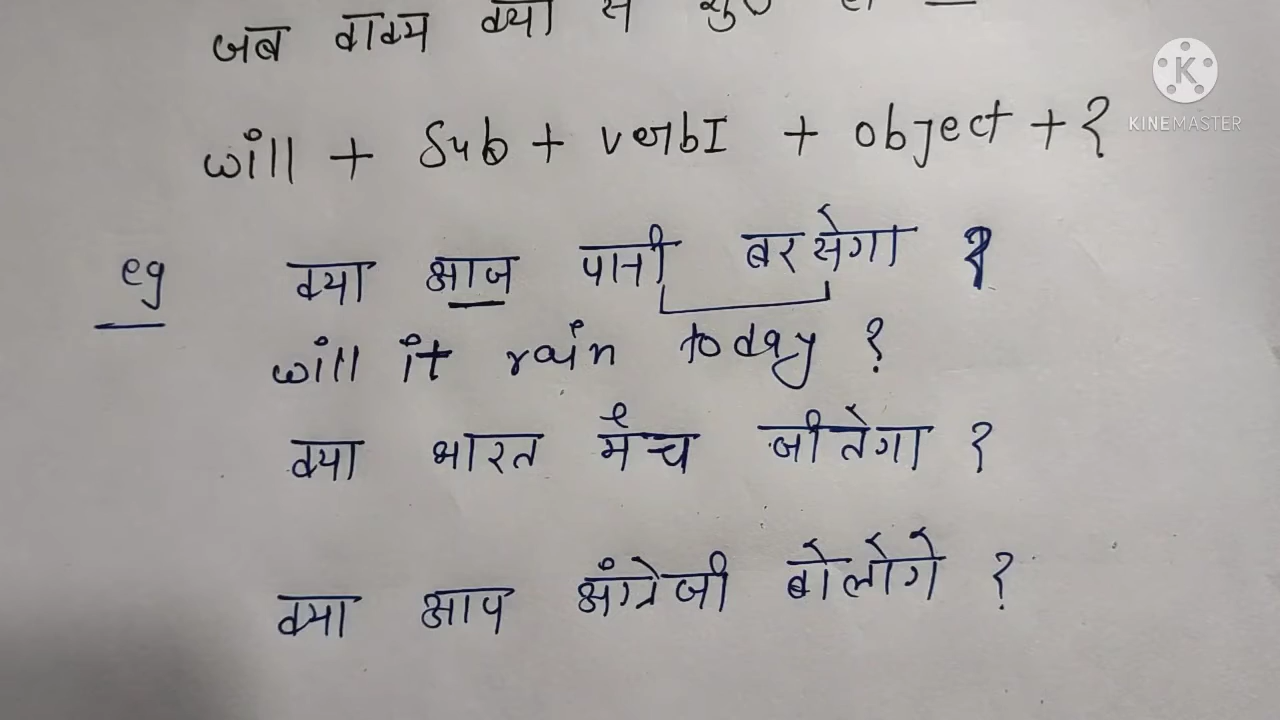 जब वाक्य क्या से शुरू हो
will + Sub + verbI + object + ?
eg क्या आज पानी बरसेगा ?
will it rain today ?
क्या भारत मैच जीतेगा ?
क्या आप अंग्रेजी बोलोगे ?
KINEMASTER